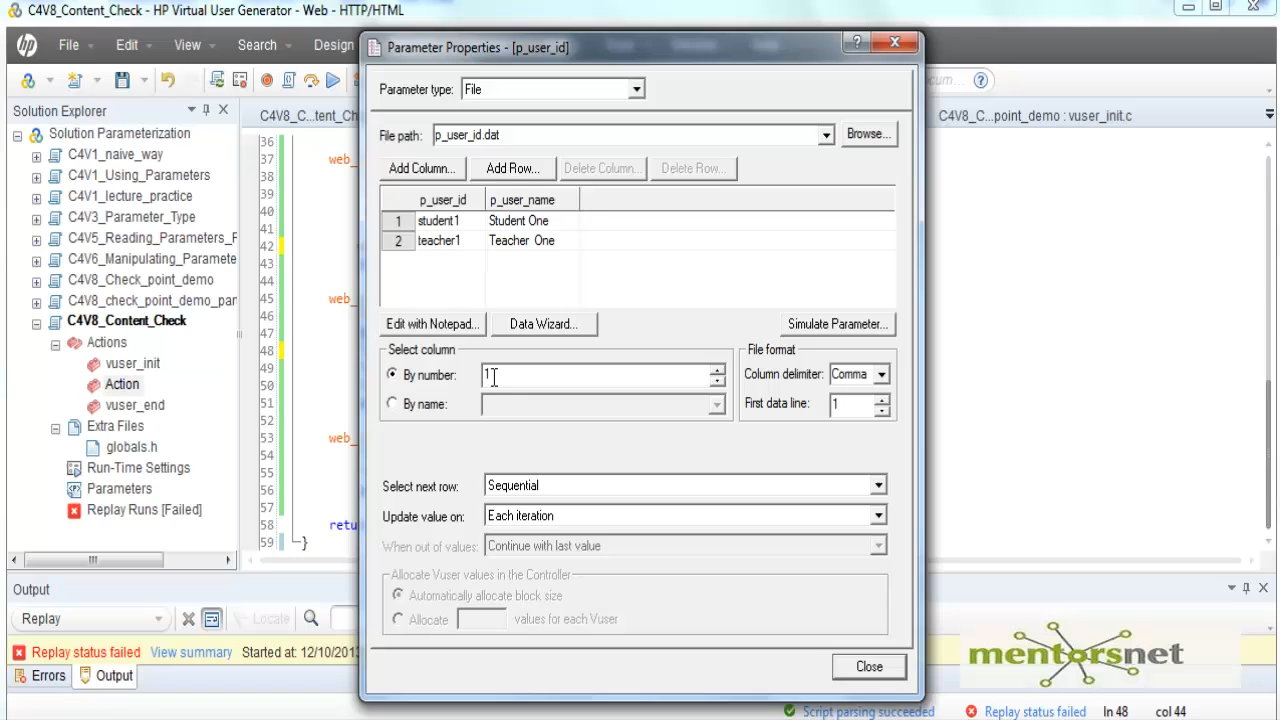 C4V8_Content_Check - HP Virtual User Generator - Web - HTTP/HTML
hp File Edit View Search Design
Solution Explorer
Solution Parameterization
C4V1_naive_way
C4V1_Using_Parameters
C4V1_lecture_practice
C4V3_Parameter_Type
C4V5_Reading_Parameters_F
C4V6_Manipulating_Paramete
C4V8_Check_point_demo
C4V8_check_point_demo_par
C4V8_Content_Check
Actions
vuser_init
Action
vuser_end
Extra Files
globals.h
Run-Time Settings
Parameters
Replay Runs [Failed]
C4V8_C...tent_Ch
C4V8_C...point_demo : vuser_init.c
36
37 web_
38
39
40
41
42
43
44
45 web_
46
47
48
49
50
51
52
53 web_
54
55
56
57
58 retu
59 }
Parameter Properties - [p_user_id]
Parameter type: File
File path: p_user_id.dat Browse...
Add Column... Add Row... Delete Column... Delete Row...
p_user_id p_user_name
1 student1 Student One
2 teacher1 Teacher One
Edit with Notepad... Data Wizard... Simulate Parameter...
Select column
By number: 1
By name:
File format
Column delimiter: Comma
First data line: 1
Select next row: Sequential
Update value on: Each iteration
When out of values: Continue with last value
Allocate Vuser values in the Controller
Automatically allocate block size
Allocate values for each Vuser
Close
Output
Replay Locate
Replay status failed View summary Started at: 12/10/201
Errors Output
mentorsnet
Script parsing succeeded Replay status failed ln 48 col 44